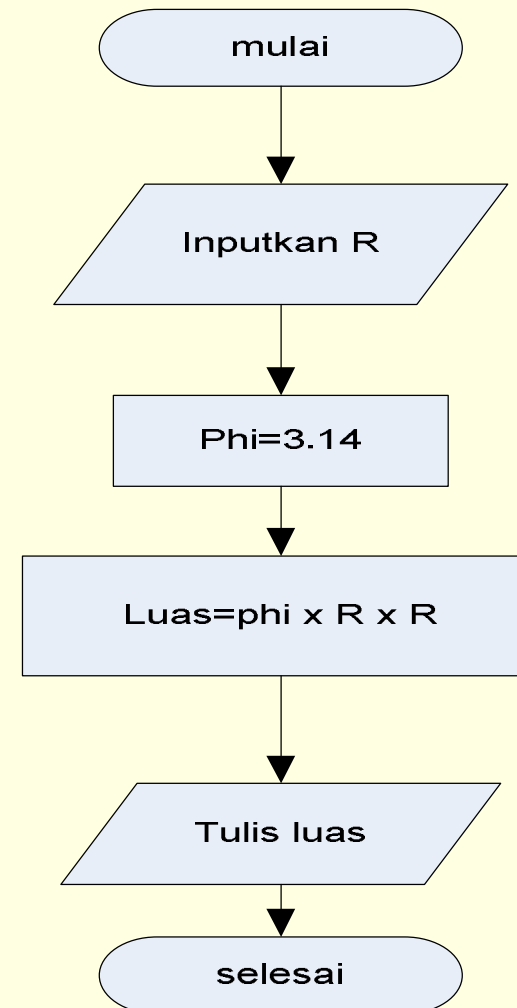 mulai
Inputkan R
Phi=3.14
Luas=phi x R x R
Tulis luas
selesai